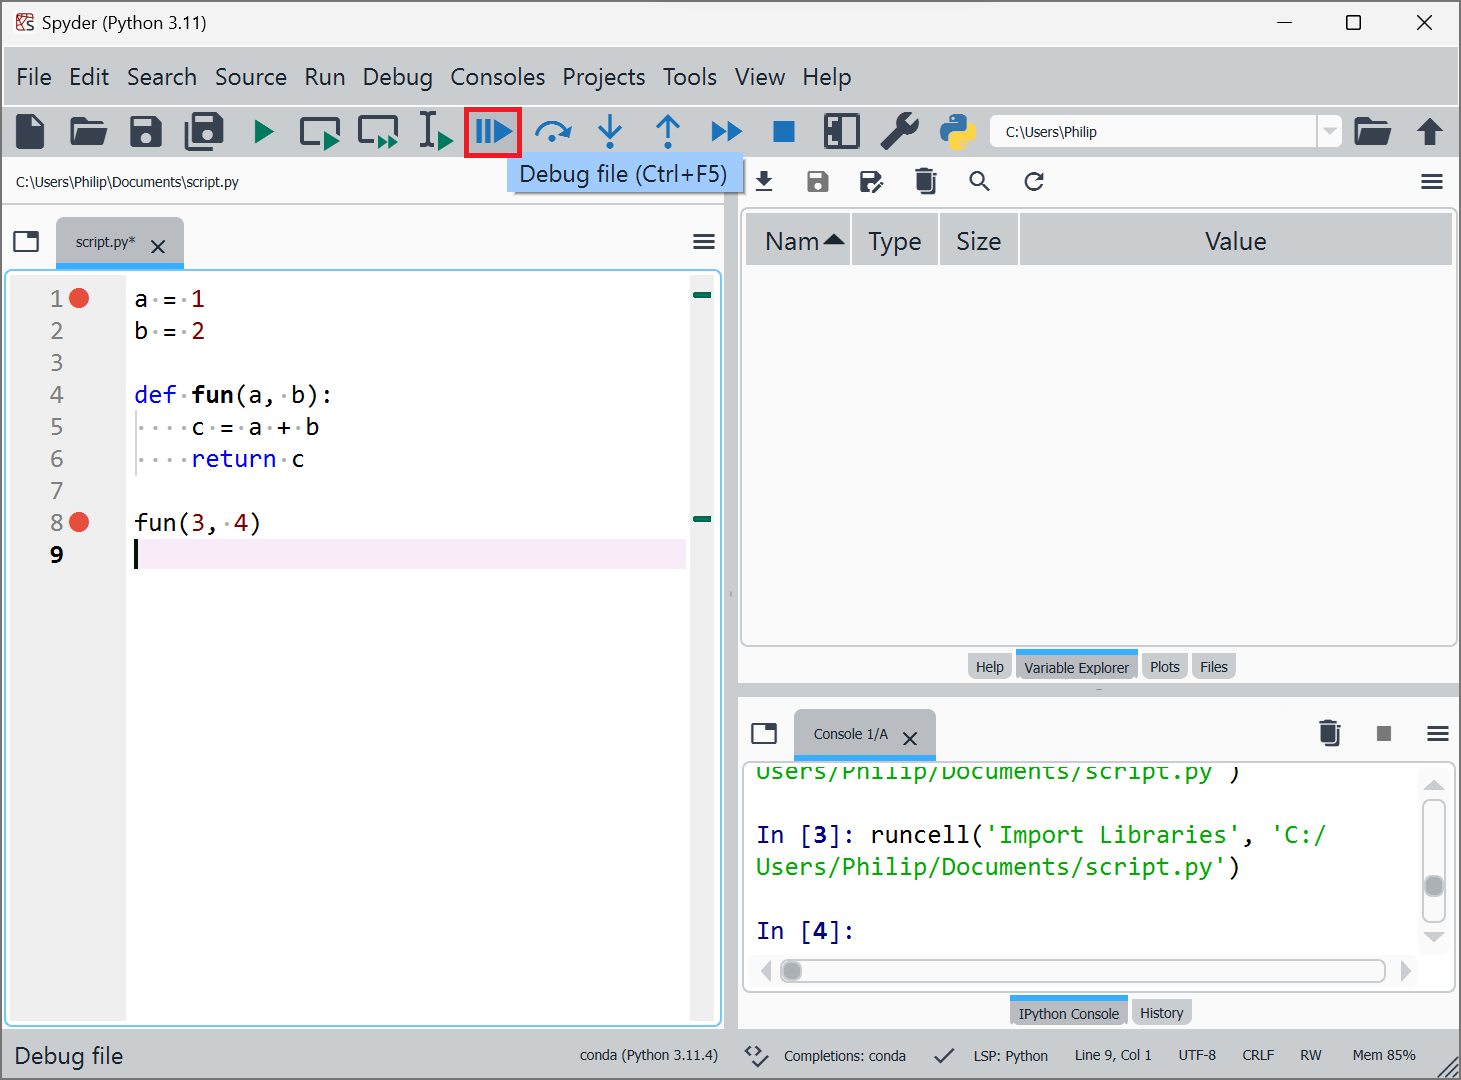 Spyder (Python 3.11)
File Edit Search Source Run Debug Consoles Projects Tools View Help
C:\Users\Philip
Debug file (Ctrl+F5)
C:\Users\Philip\Documents\script.py
script.py*
1 a = 1
2 b = 2
3
4 def fun(a, b):
5 c = a + b
6 return c
7
8 fun(3, 4)
9
Nam Type Size Value
Help Variable Explorer Plots Files
Console 1/A
Users/Philip/Documents/script.py')
In [3]: runcell('Import Libraries', 'C:/
Users/Philip/Documents/script.py')
In [4]:
IPython Console History
Debug file conda (Python 3.11.4) Completions: conda LSP: Python Line 9, Col 1 UTF-8 CRLF RW Mem 85%